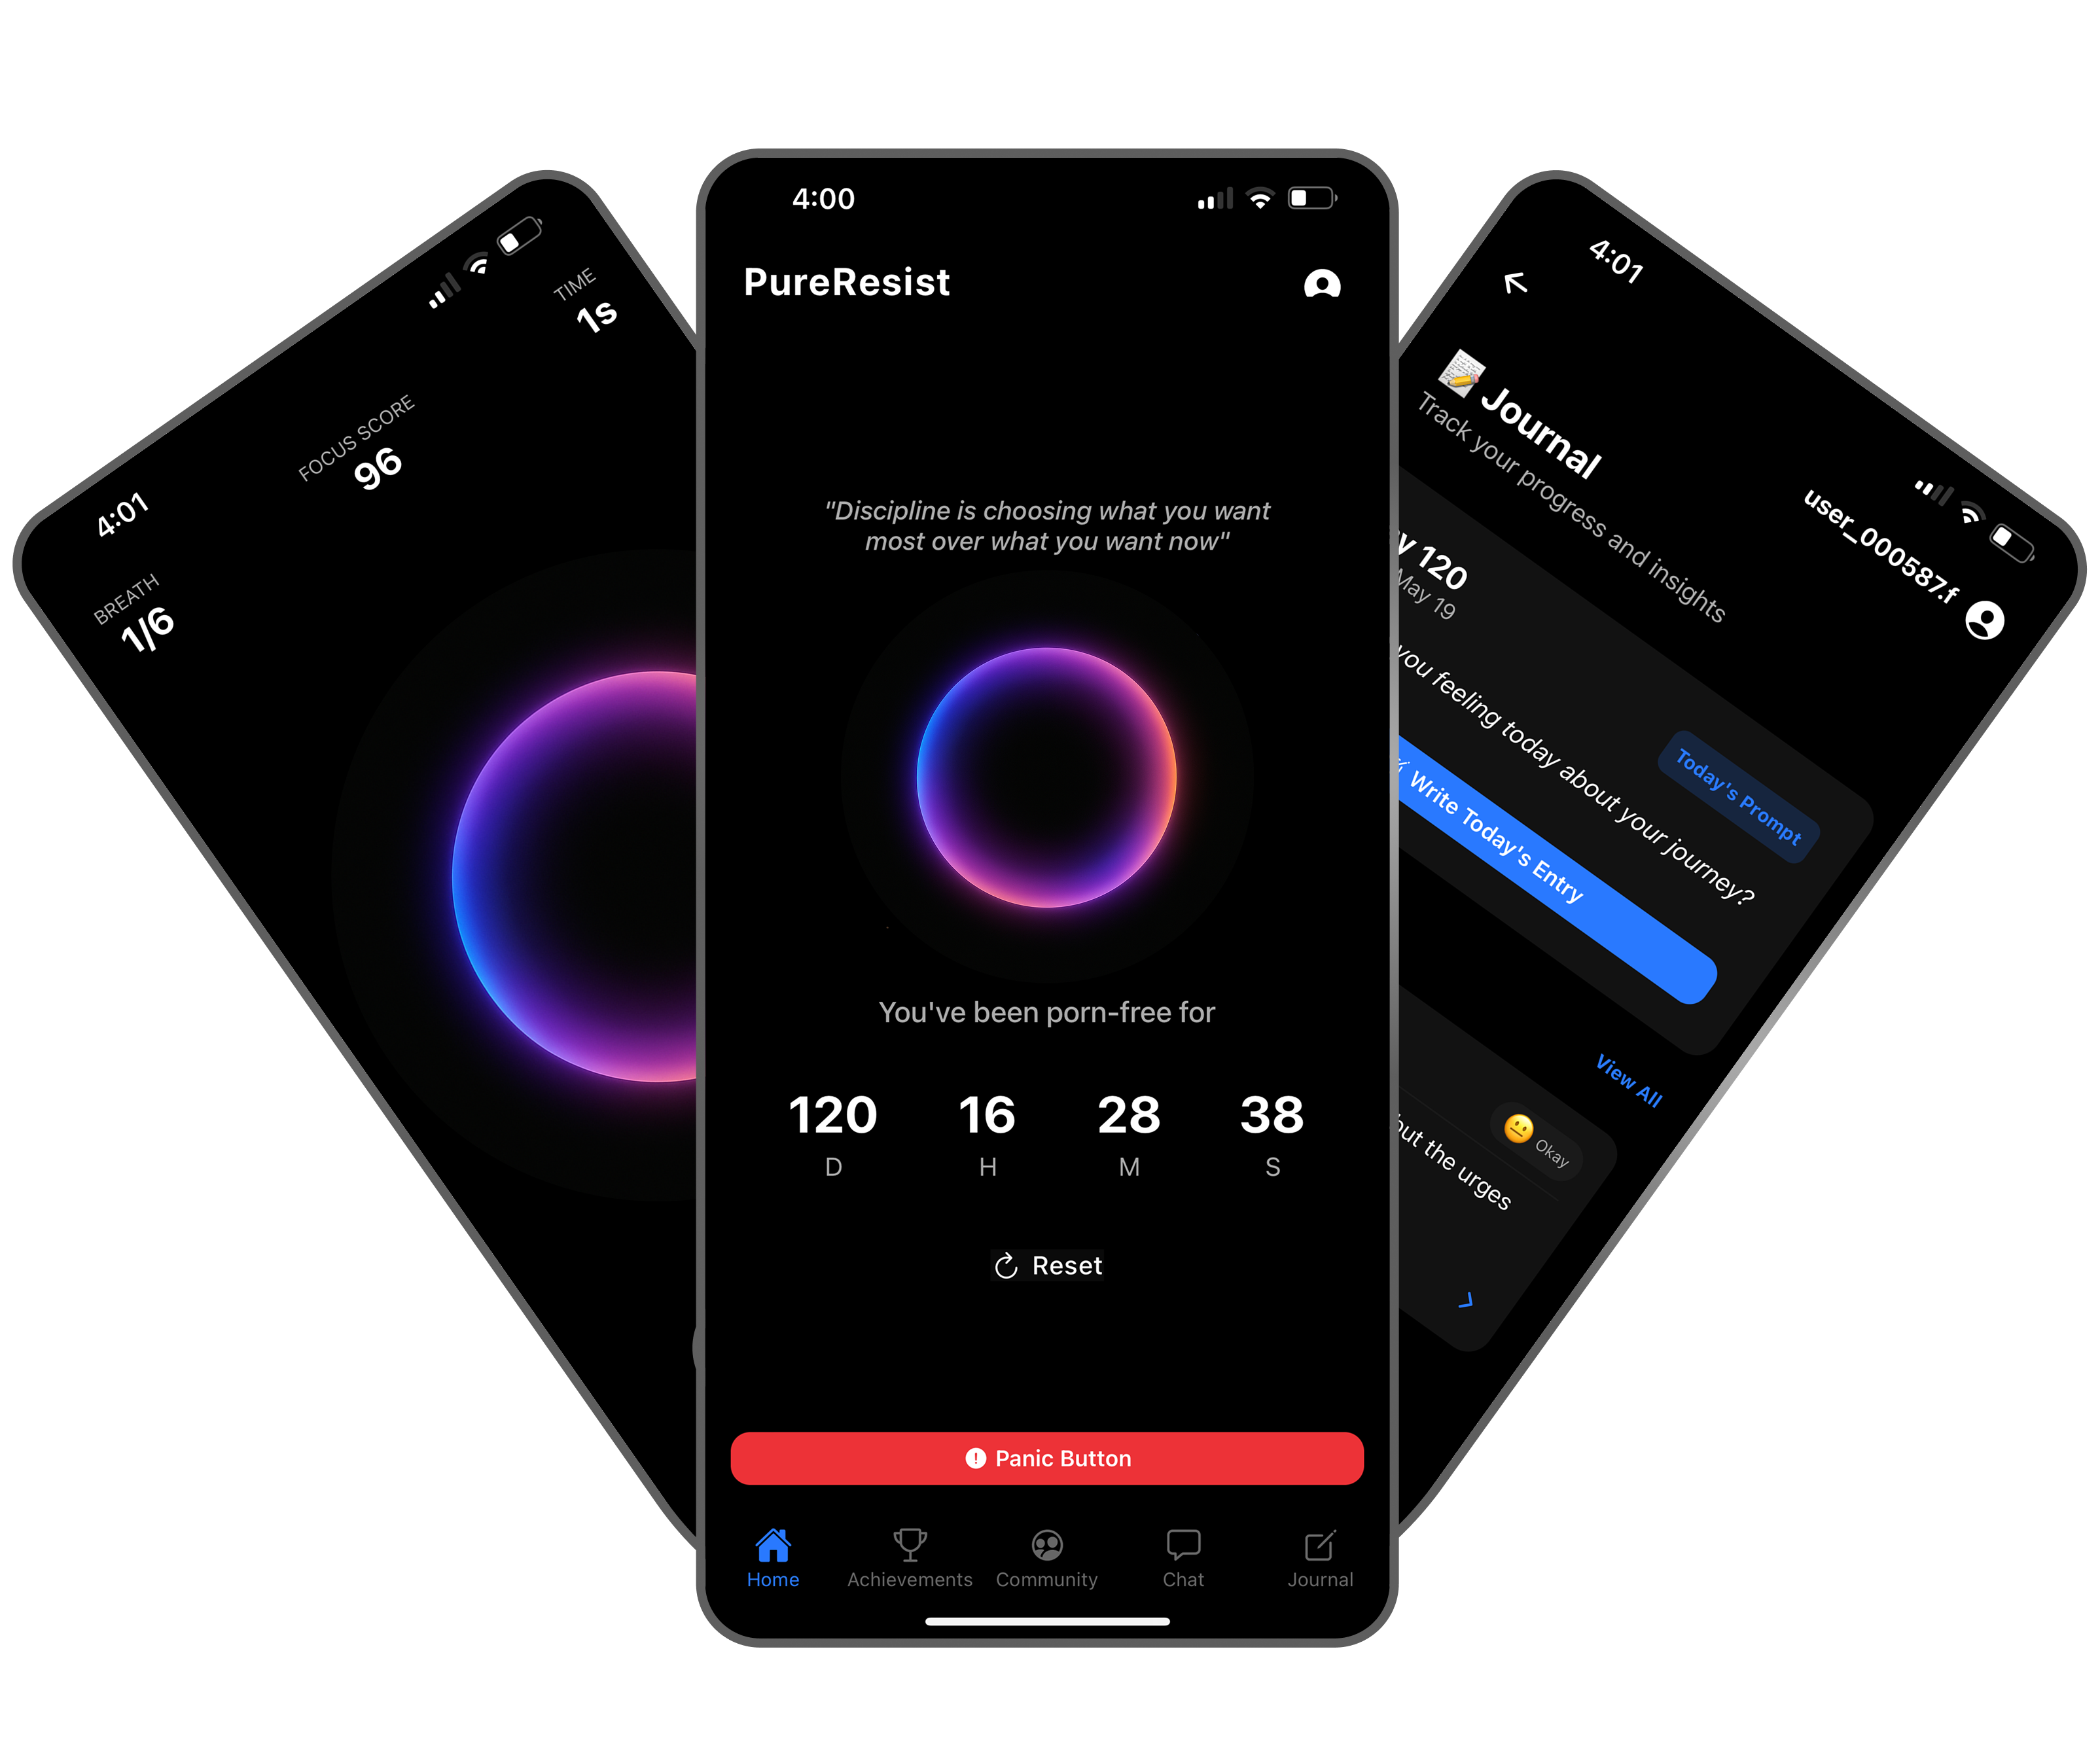 4:01
TIME
1s
FOCUS SCORE
96
BREATH
1/6
4:00
PureResist
"Discipline is choosing what you want
most over what you want now"
You've been porn-free for
120 16 28 38
D H M S
Reset
Panic Button
Home Achievements Community Chat Journal
4:01
user_000587.f
📝 Journal
Track your progress and insights
120
May 19
Today's Prompt
you feeling today about your journey?
Write Today's Entry
View All
😐 Okay
but the urges